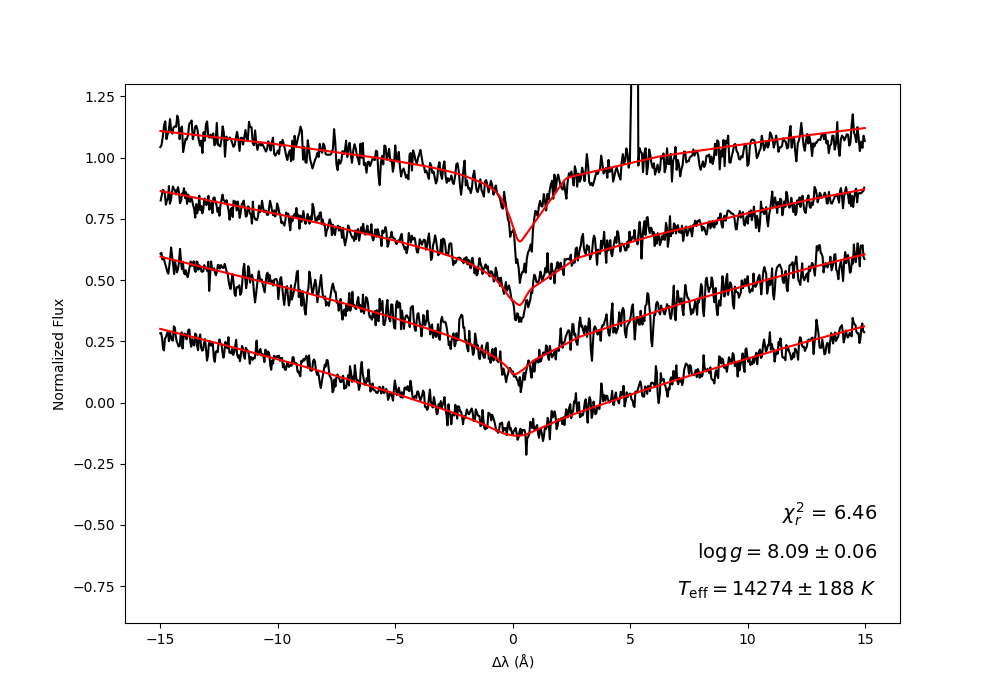 1.25
1.00
0.75
0.50
0.25
0.00
−0.25
−0.50
−0.75
Normalized Flux
χ²ᵣ = 6.46
log g = 8.09 ± 0.06
T_eff = 14274 ± 188 K
−15 −10 −5 0 5 10 15
Δλ (Å)